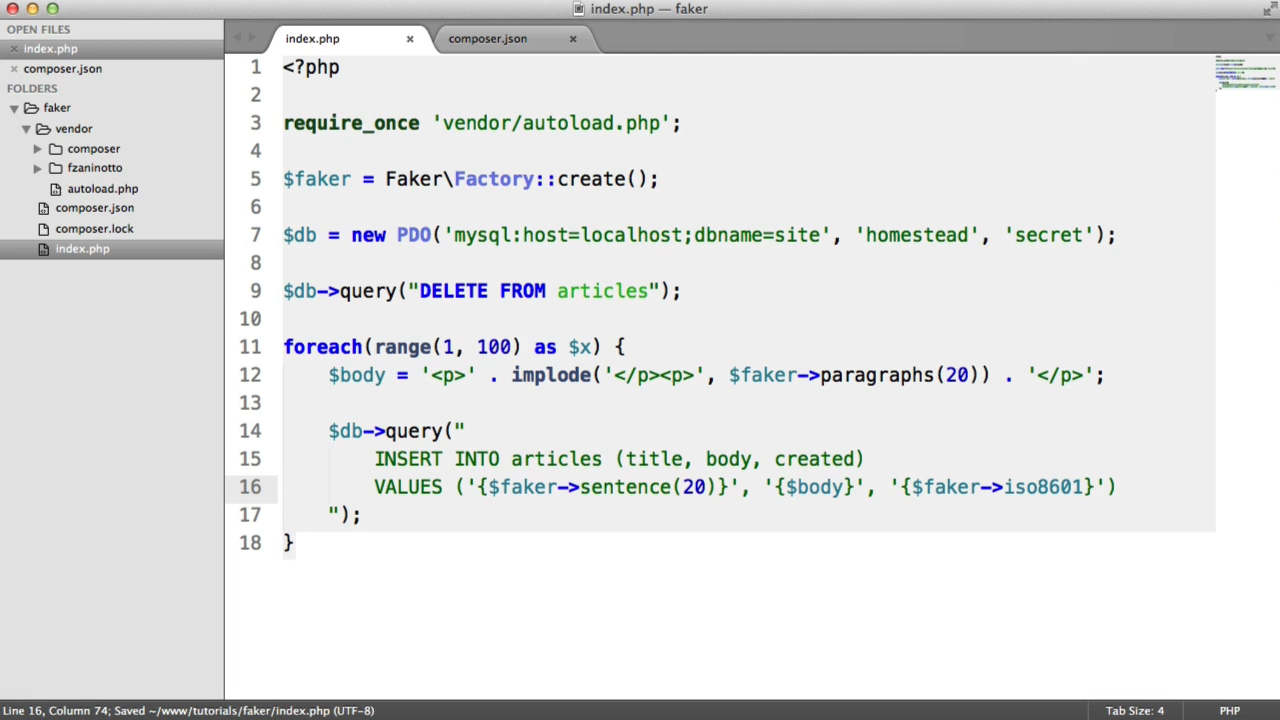 index.php — faker
OPEN FILES
index.php
composer.json
FOLDERS
faker
vendor
composer
fzaninotto
autoload.php
composer.json
composer.lock
index.php
index.php
composer.json
1 <?php
2
3 require_once 'vendor/autoload.php';
4
5 $faker = Faker\Factory::create();
6
7 $db = new PDO('mysql:host=localhost;dbname=site', 'homestead', 'secret');
8
9 $db->query("DELETE FROM articles");
10
11 foreach(range(1, 100) as $x) {
12 $body = '<p>' . implode('</p><p>', $faker->paragraphs(20)) . '</p>';
13
14 $db->query("
15 INSERT INTO articles (title, body, created)
16 VALUES ('{$faker->sentence(20)}', '{$body}', '{$faker->iso8601}')
17 ");
18 }
Line 16, Column 74; Saved ~/www/tutorials/faker/index.php (UTF-8)
Tab Size: 4
PHP